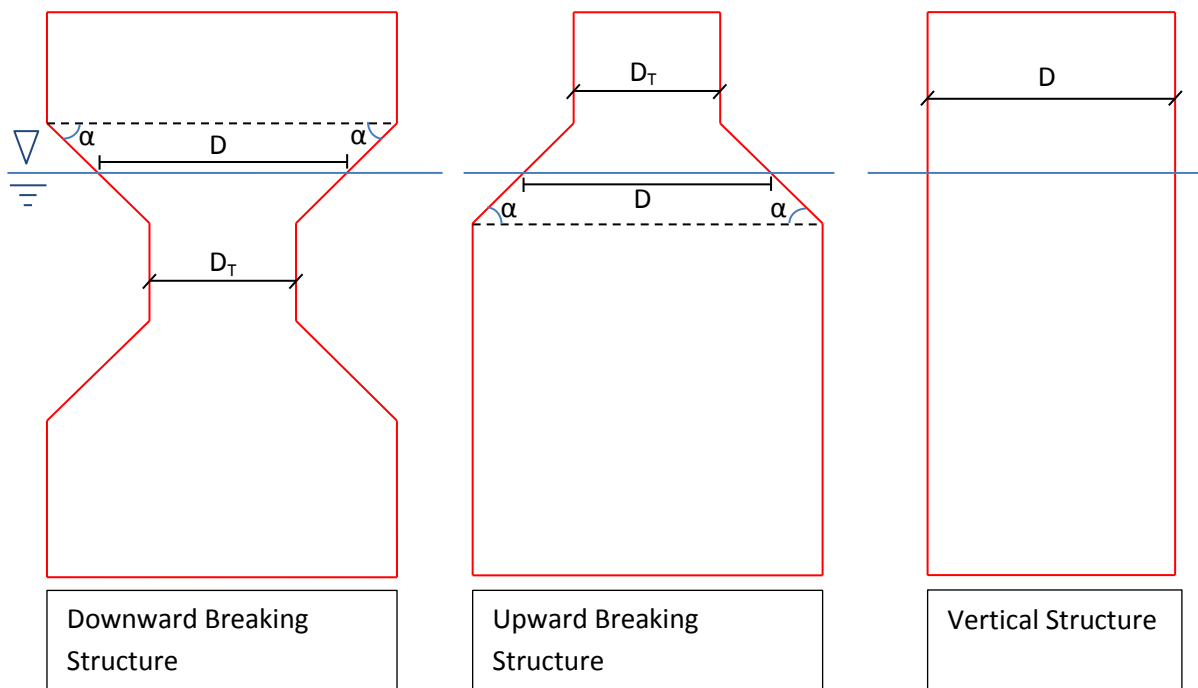 α
α
D
D_T
Downward Breaking
Structure
D_T
α
α
D
Upward Breaking
Structure
D
Vertical Structure